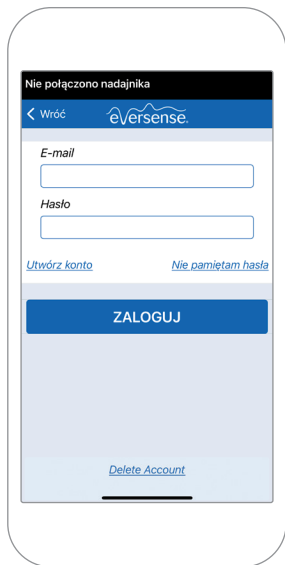 Nie połączono nadajnika
Wróć
eversense.
E-mail
Hasło
Utwórz konto Nie pamiętam hasła
ZALOGUJ
Delete Account